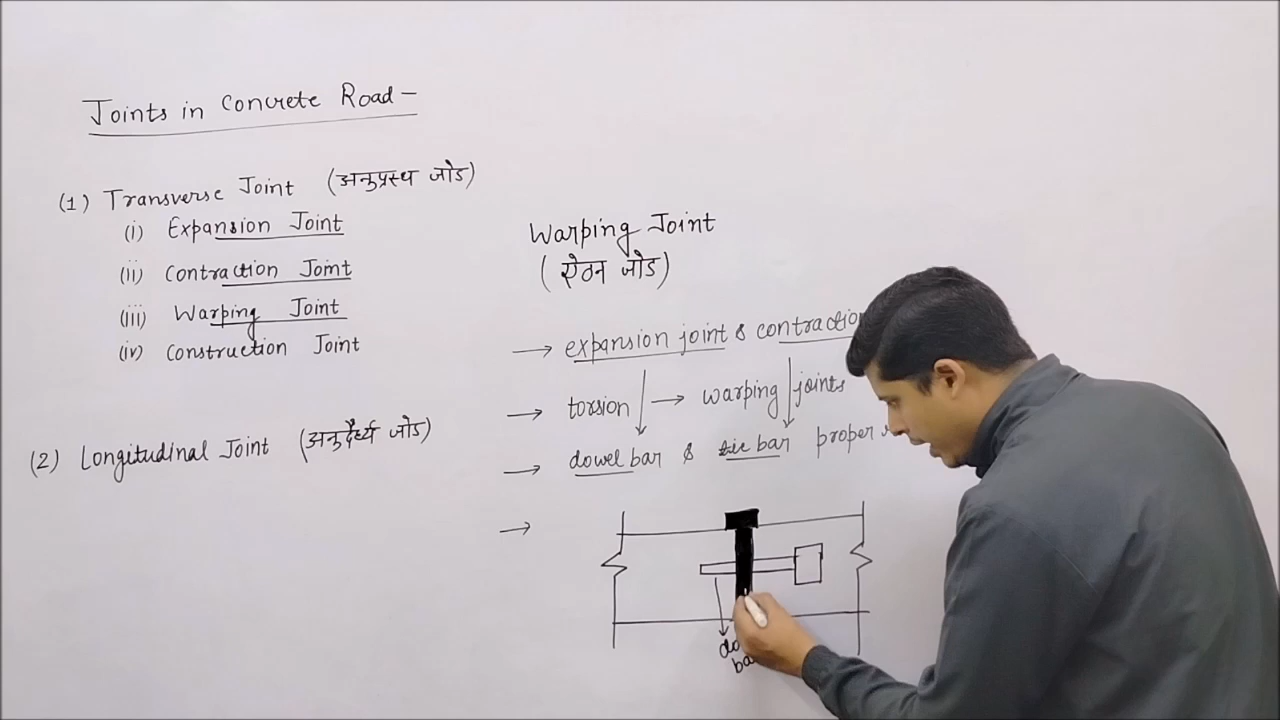 Joints in Concrete Road -
(1) Transverse Joint (अनुप्रस्थ जोड)
(i) Expansion Joint
(ii) Contraction Joint
(iii) Warping Joint
(iv) Construction Joint
(2) Longitudinal Joint (अनुदैर्ध्य जोड)
Warping Joint
(ऐठन जोड)
→ expansion joint & contraction
→ torsion → warping joints
→ dowel bar & tie bar proper
→